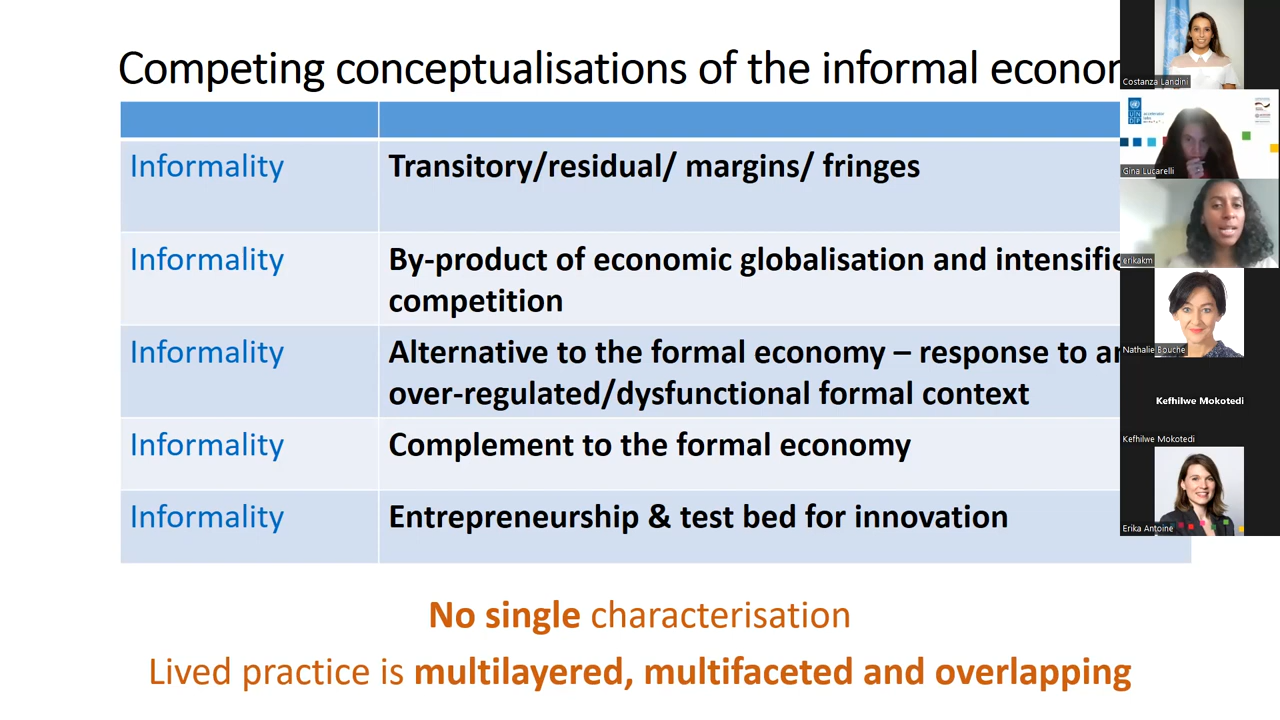 Competing conceptualisations of the informal
Informality
Transitory/residual/ margins/ fringes
Informality
By-product of economic globalisation and
competition
Informality
Alternative to the formal economy – response to
over-regulated/dysfunctional formal context
Informality
Complement to the formal economy
Informality
Entrepreneurship & test bed for innovation
No single characterisation
Lived practice is multilayered, multifaceted and overlapping
Costanza Landini
Gina Lucarelli
erikakm
Nathalie Bouche
Kefhilwe Mokotedi
Kefhilwe Mokotedi
Erika Antoine